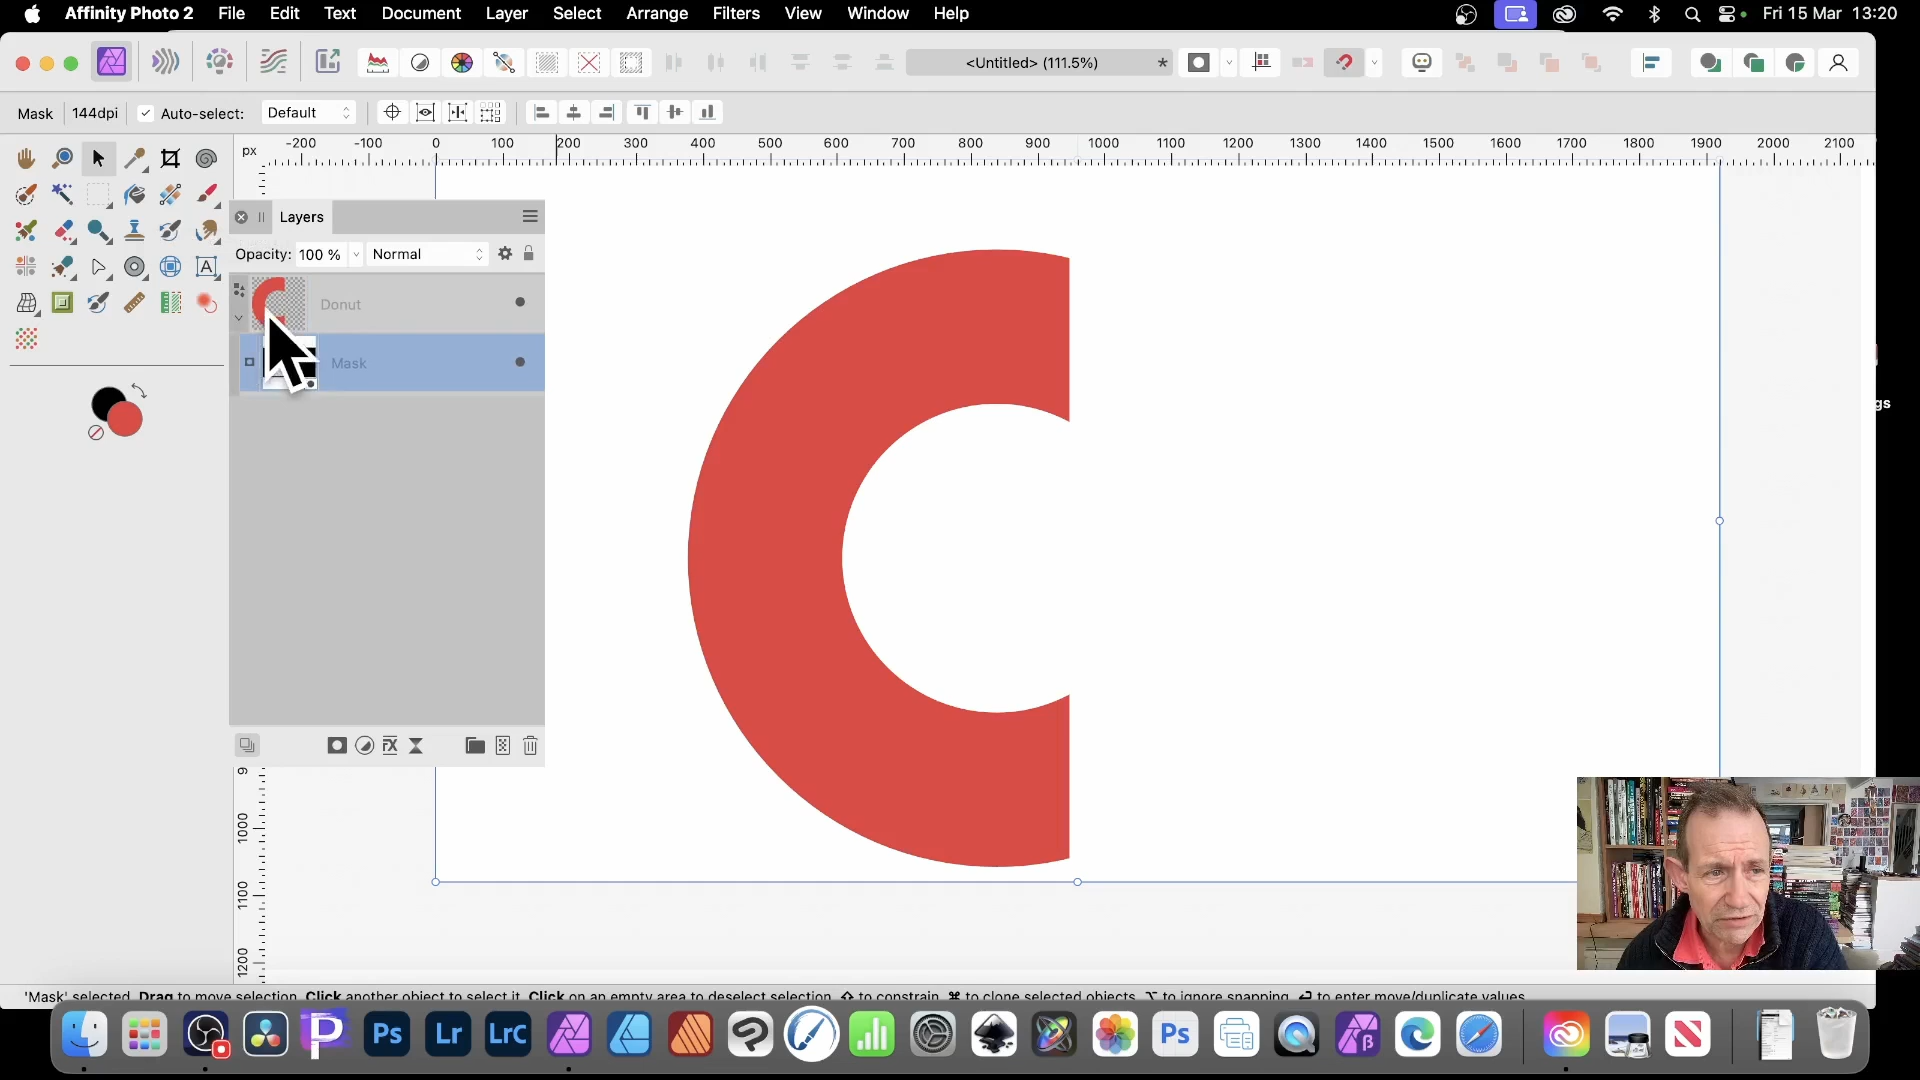 Affinity Photo 2 File Edit Text Document Layer Select Arrange Filters View Window Help Fri 15 Mar 13:20
<Untitled> (111.5%) *
Mask 144dpi Auto-select: Default
px -200 -100 0 100 200 300 400 500 600 700 800 900 1000 1100 1200 1300 1400 1500 1600 1700 1800 1900 2000 2100
Layers
Opacity: 100 % Normal
Donut
Mask
gs
9
1000
1100
1200
'Mask' selected. Drag to move selection. Click another object to select it. Click on an empty area to deselect selection. ⇧ to constrain. ⌘ to clone selected objects. ⌥ to ignore snapping. ⏎ to enter move/duplicate values.
P Ps Lr LrC Ps β N